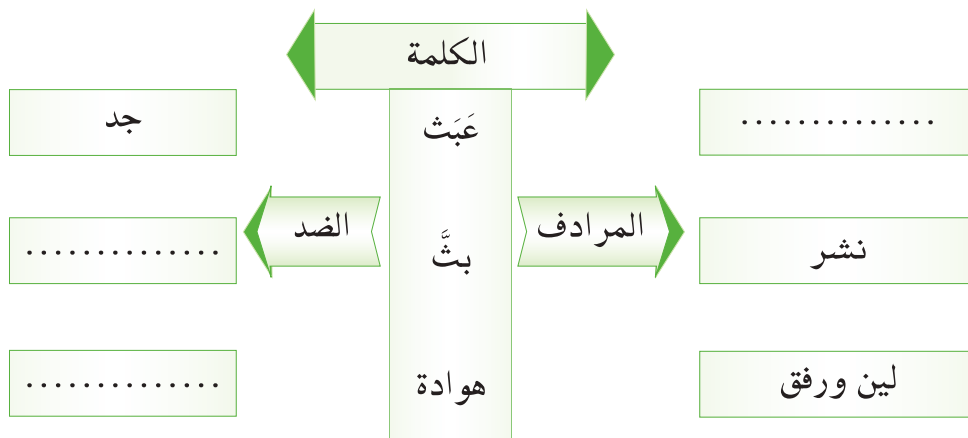 الكلمة
.............. عَبَث جد
المرادف الضد
نشر بثَّ ..............
لين ورفق هوادة ..............